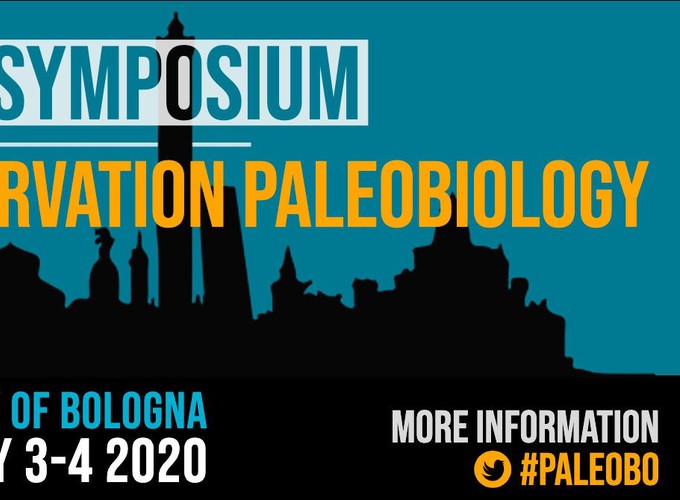 SYMPOSIUM
RVATION PALEOBIOLOGY
OF BOLOGNA
Y 3-4 2020
MORE INFORMATION
#PALEOBO